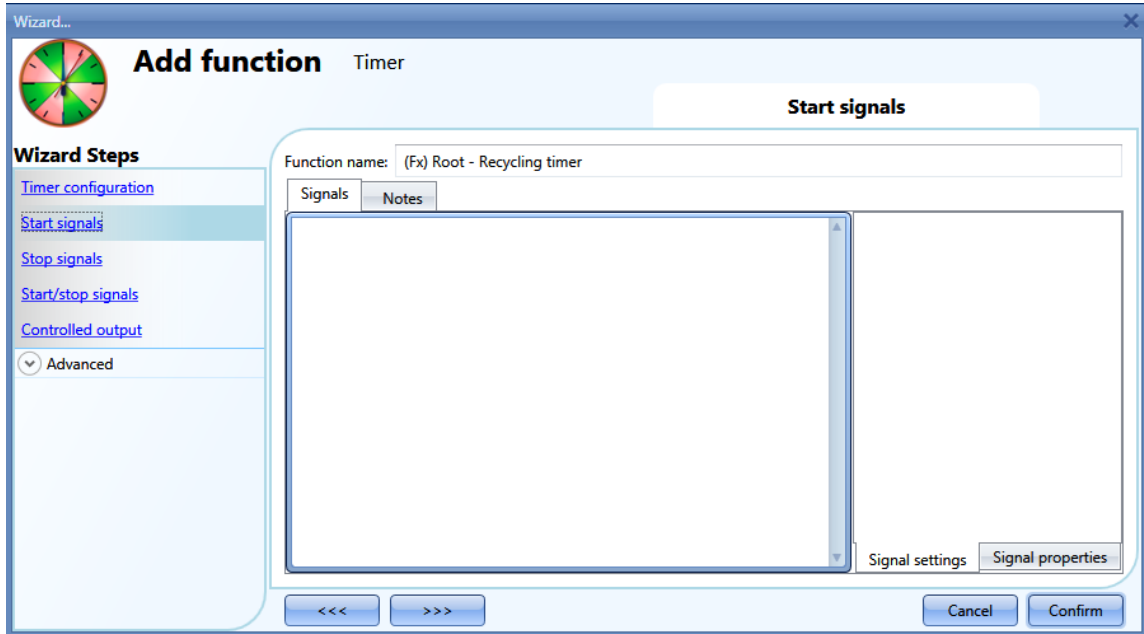 Wizard...
Add function Timer
Start signals
Wizard Steps
Timer configuration
Start signals
Stop signals
Start/stop signals
Controlled output
Advanced
Function name: (Fx) Root - Recycling timer
Signals Notes
Signal settings Signal properties
<<< >>> Cancel Confirm